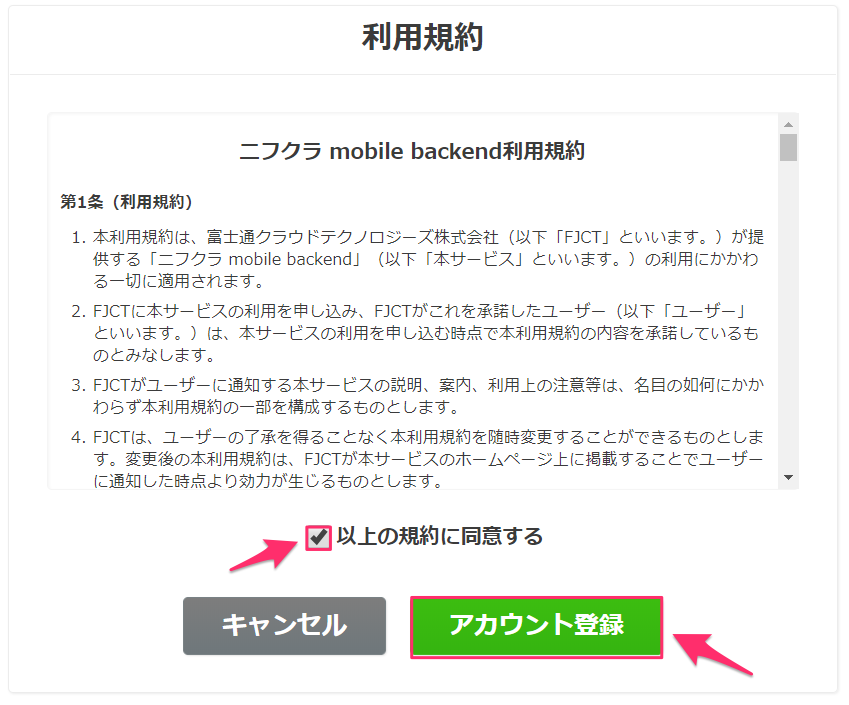 利用規約
ニフクラ mobile backend利用規約
第1条（利用規約）
1. 本利用規約は、富士通クラウドテクノロジーズ株式会社（以下「FJCT」といいます。）が提
供する「ニフクラ mobile backend」（以下「本サービス」といいます。）の利用にかかわ
る一切に適用されます。
2. FJCTに本サービスの利用を申し込み、FJCTがこれを承諾したユーザー（以下「ユーザー」
といいます。）は、本サービスの利用を申し込む時点で本利用規約の内容を承諾しているも
のとみなします。
3. FJCTがユーザーに通知する本サービスの説明、案内、利用上の注意等は、名目の如何にかか
わらず本利用規約の一部を構成するものとします。
4. FJCTは、ユーザーの了承を得ることなく本利用規約を随時変更することができるものとしま
す。変更後の本利用規約は、FJCTが本サービスのホームページ上に掲載することでユーザー
に通知した時点より効力が生じるものとします。
以上の規約に同意する
キャンセル
アカウント登録